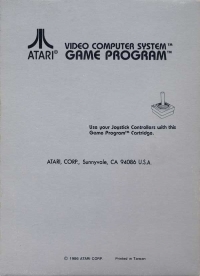 VIDEO COMPUTER SYSTEM™
ATARI® GAME PROGRAM™
Use your Joystick Controllers with this
Game Program™ Cartridge.
ATARI, CORP., Sunnyvale, CA 94086 U.S.A.
© 1986 ATARI CORP. Printed in Taiwan